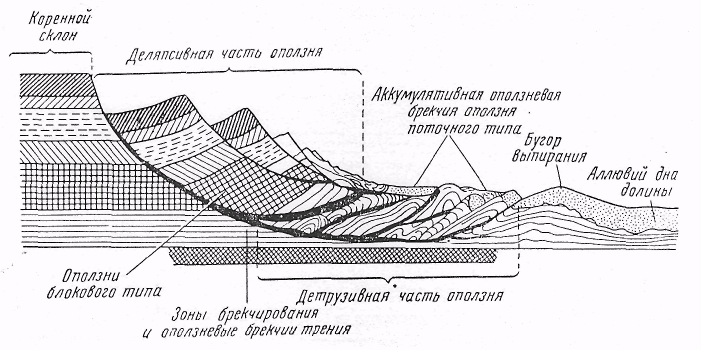 Коренной
склон
Деляпсивная часть оползня
Аккумулятивная оползневая
брекчия оползня
поточного типа
Бугор
выпирания
Аллювий дна
долины
Оползни
блокового типа
Зоны брекчирования
и оползневые брекчии трения
Детрузивная часть оползня